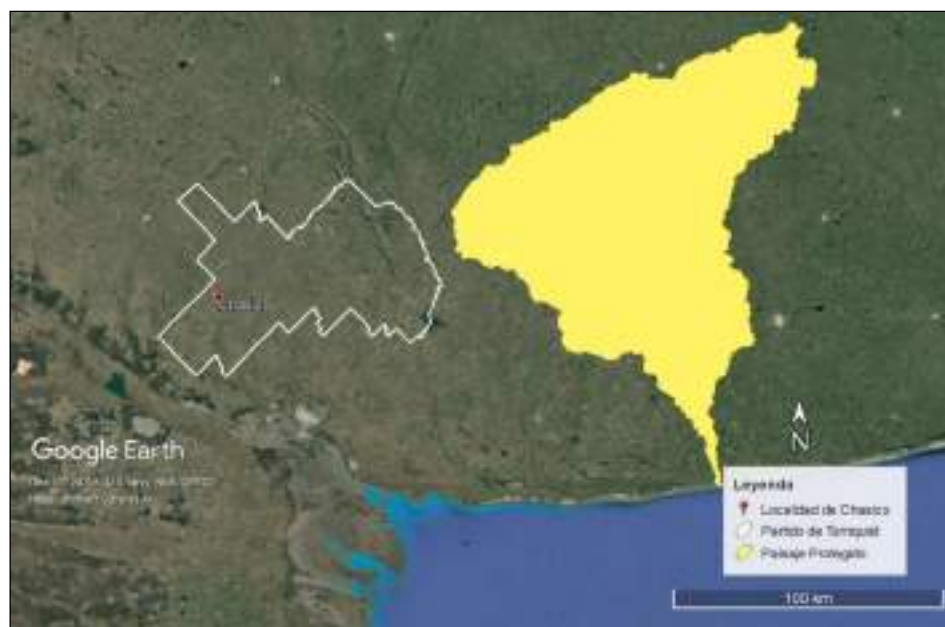 Google Earth
N
Leyenda
Localidad de Chasico
Partido de Tornquist
Paisaje Protegido
100 km